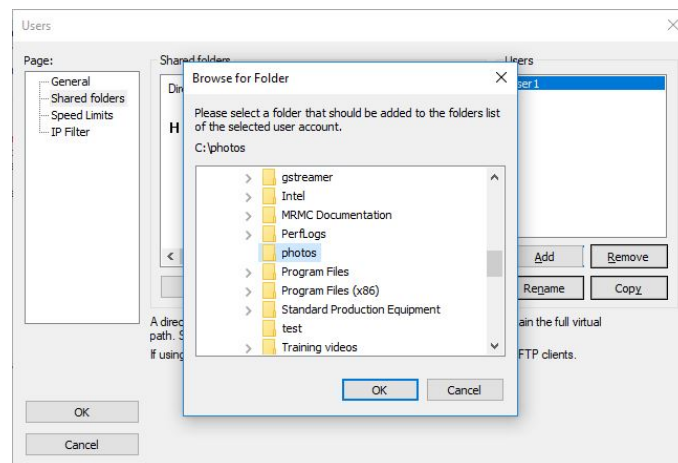 Users
Page:
General
Shared folders
Speed Limits
IP Filter
Shared folders
Users
Dir
H
ser1
Browse for Folder
Please select a folder that should be added to the folders list
of the selected user account.
C:\photos
gstreamer
Intel
MRMC Documentation
PerfLogs
photos
Program Files
Program Files (x86)
Standard Production Equipment
test
Training videos
OK
Cancel
Add
Remove
Rename
Copy
A direc
ain the full virtual
path. S
If using
FTP clients.
OK
Cancel